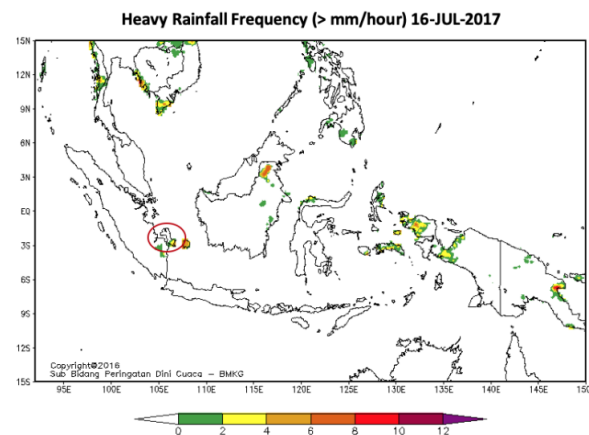 Heavy Rainfall Frequency (> mm/hour) 16-JUL-2017
15N
12N
9N
6N
3N
EQ
3S
6S
9S
12S
15S
Copyright©2016
Sub Bidang Peringatan Dini Cuaca – BMKG
95E 100E 105E 110E 115E 120E 125E 130E 135E 140E 145E 150
0 2 4 6 8 10 12